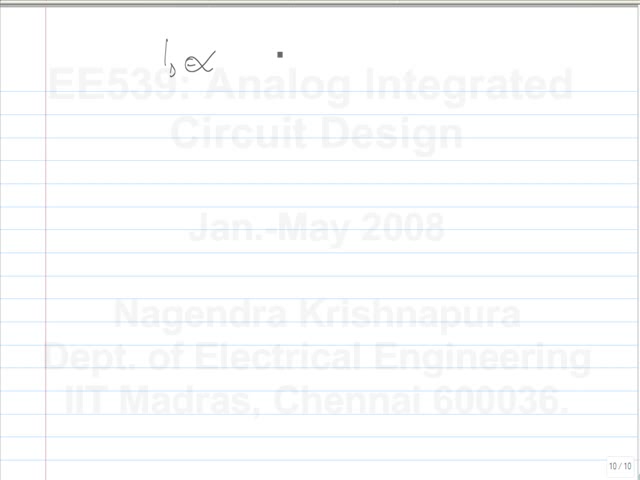 I_D ∝
EE539: Analog Integrated
Circuit Design
Jan.-May 2008
Nagendra Krishnapura
Dept. of Electrical Engineering
IIT Madras, Chennai 600036.
10 / 10